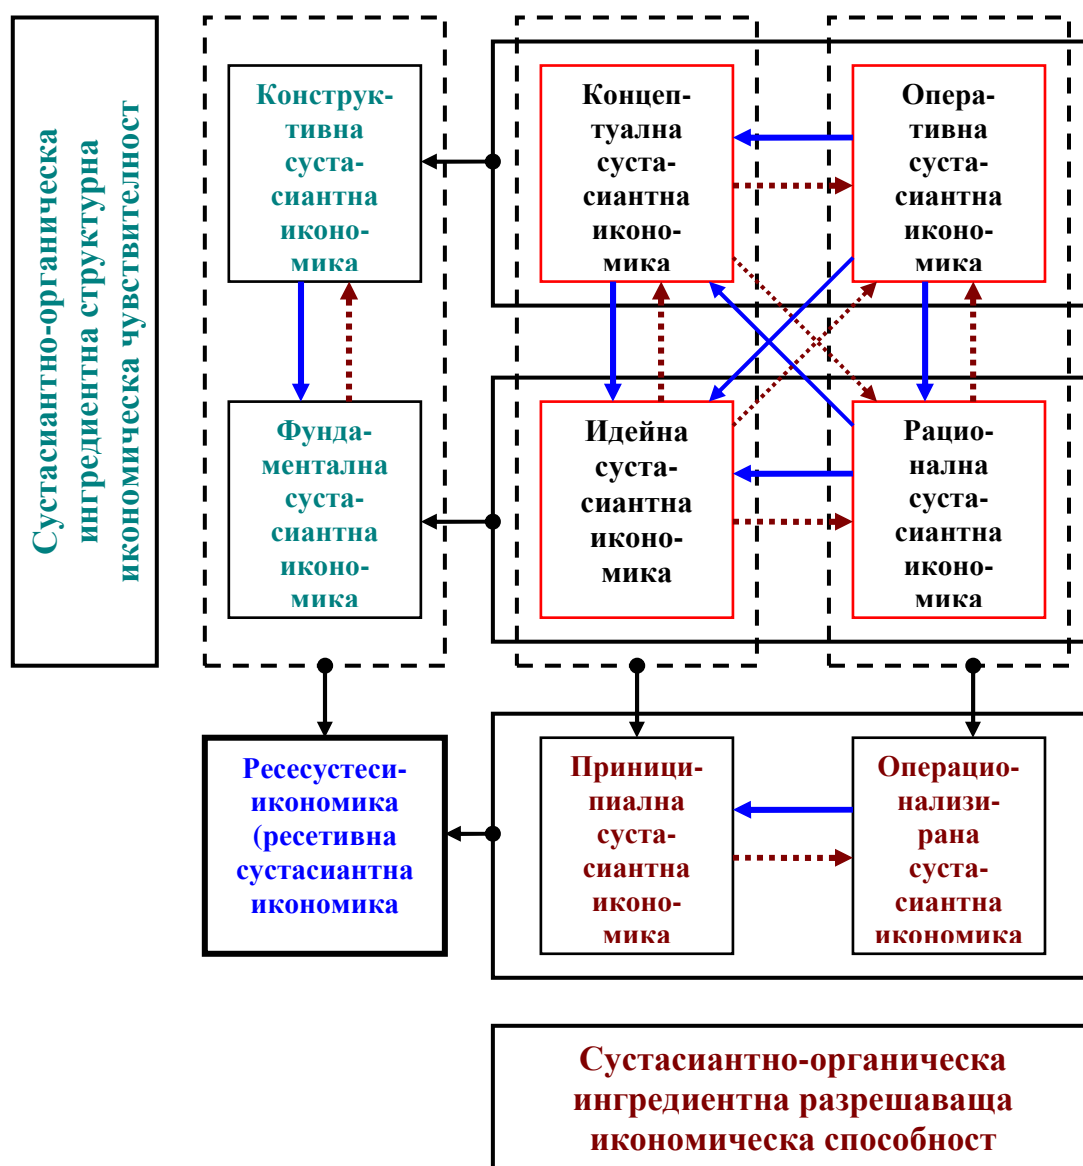 Сустасиантно-органическа
ингредиентна структурна
икономическа чувствителност
Конструк-
тивна
суста-
сиантна
иконо-
мика
Концеп-
туална
суста-
сиантна
иконо-
мика
Опера-
тивна
суста-
сиантна
иконо-
мика
Фунда-
ментална
суста-
сиантна
иконо-
мика
Идейна
суста-
сиантна
иконо-
мика
Рацио-
нална
суста-
сиантна
иконо-
мика
Ресесустеси-
икономика
(ресетивна
сустасиантна
икономика
Приници-
пиална
суста-
сиантна
иконо-
мика
Операцио-
нализи-
рана
суста-
сиантна
икономика
Сустасиантно-органическа
ингредиентна разрешаваща
икономическа способност